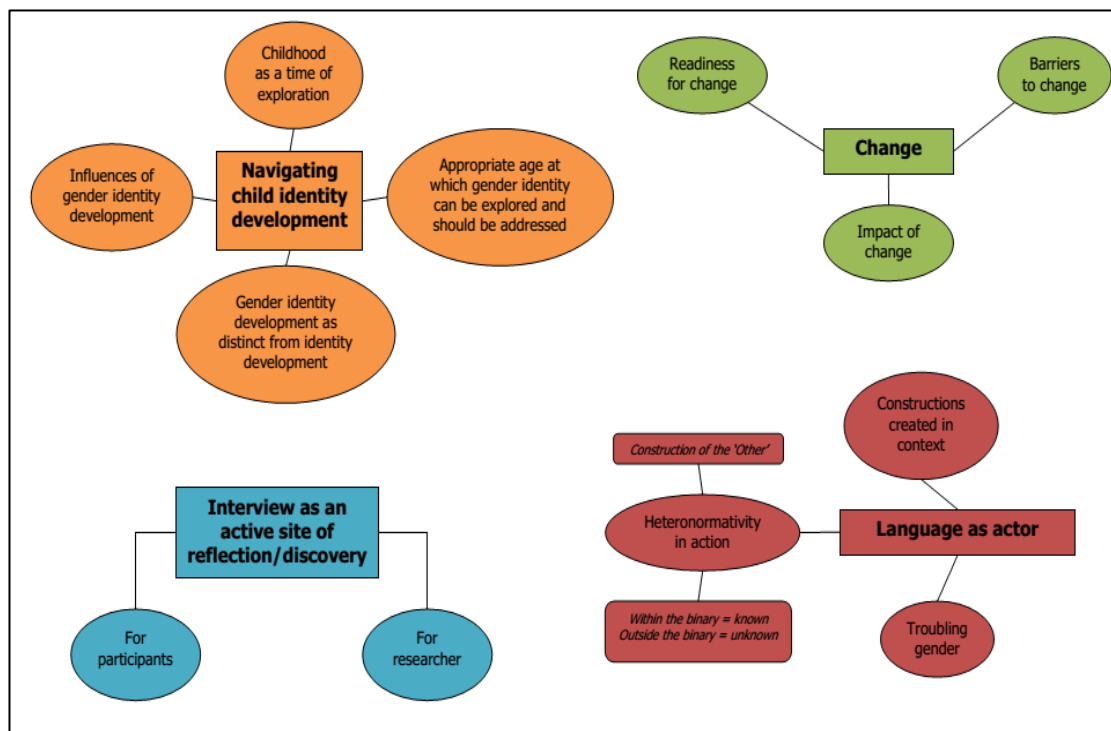 Childhood
as a time of
exploration
Influences of
gender identity
development
Navigating
child identity
development
Appropriate age at
which gender identity
can be explored and
should be addressed
Gender identity
development as
distinct from identity
development
Readiness
for change
Barriers
to change
Change
Impact of
change
Interview as an
active site of
reflection/discovery
For
participants
For
researcher
Constructions
created in
context
Construction of the ‘Other’
Heteronormativity
in action
Language as actor
Within the binary = known
Outside the binary = unknown
Troubling
gender